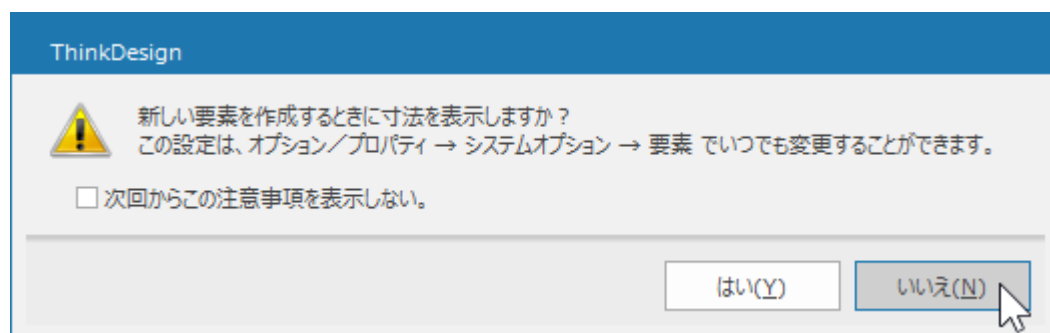 ThinkDesign
新しい要素を作成するときに寸法を表示しますか？
この設定は、オプション／プロパティ → システムオプション → 要素 でいつでも変更することができます。
次回からこの注意事項を表示しない。
はい(Y) いいえ(N)